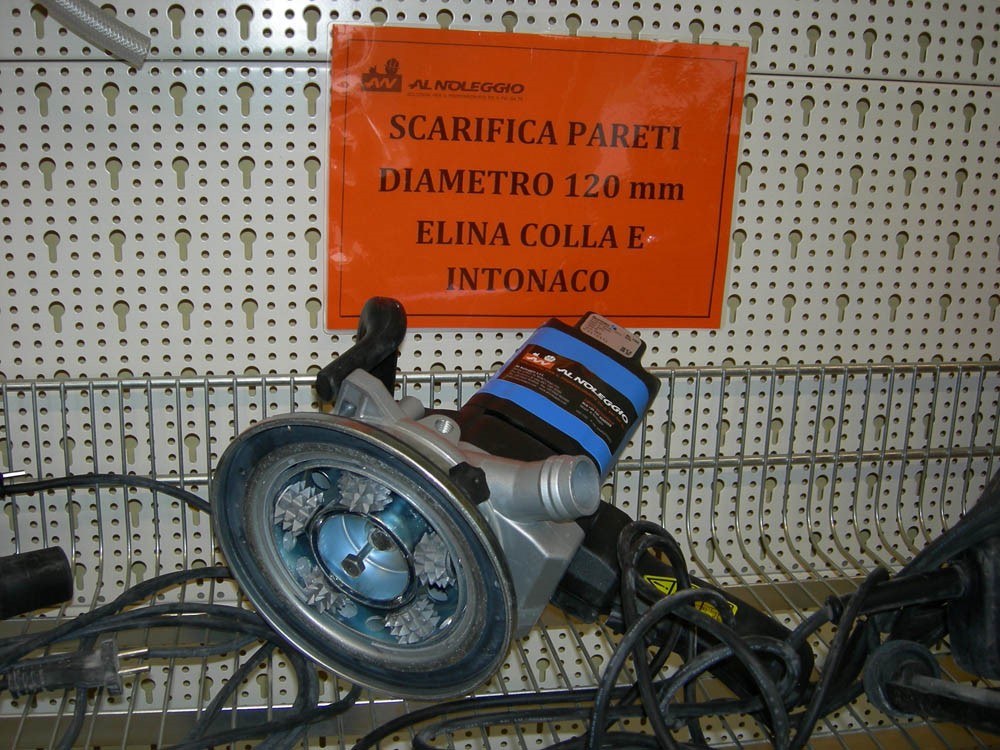 AL NOLEGGIO
SCARIFICA PARETI
DIAMETRO 120 mm
ELINA COLLA E
INTONACO
AL NOLEGGIO